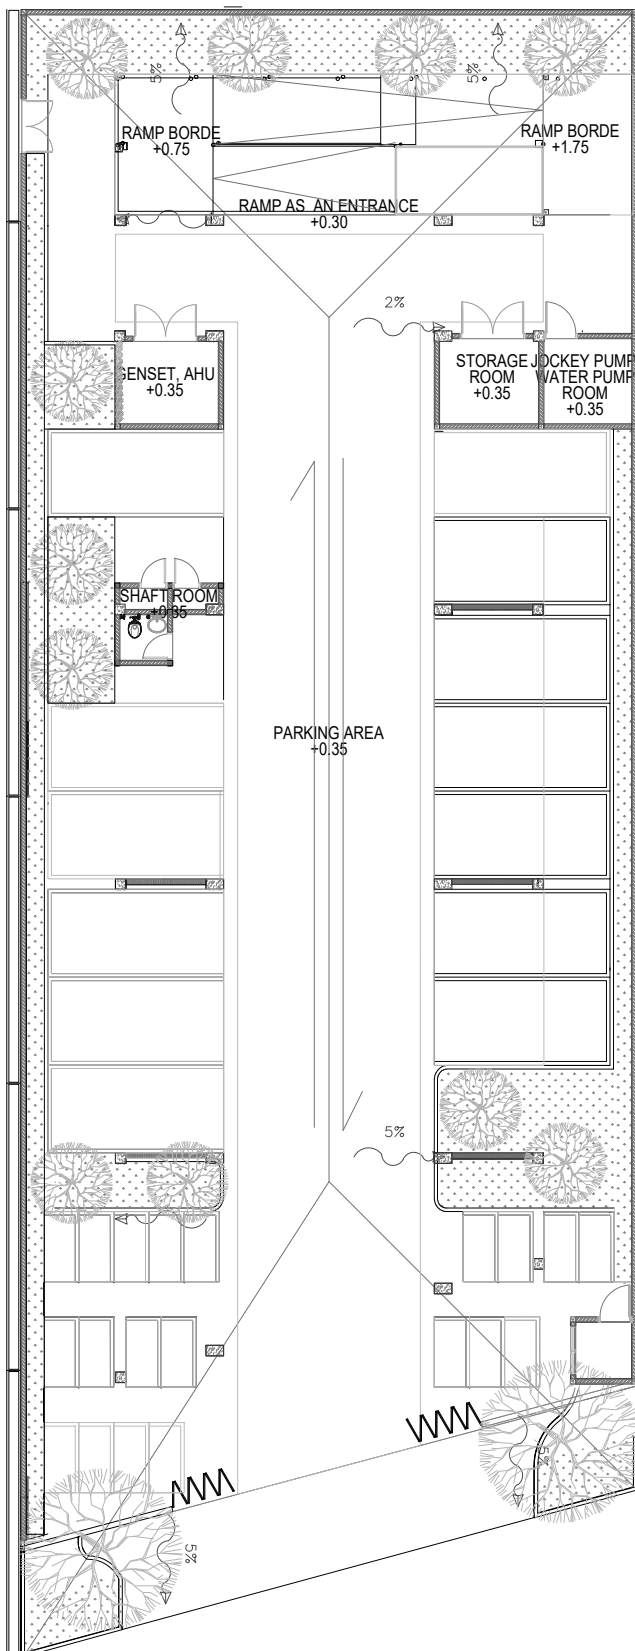 5%
5%
RAMP BORDE
+0.75
RAMP BORDE
+1.75
RAMP AS AN ENTRANCE
+0.30
2%
GENSET, AHU
+0.35
STORAGE
ROOM
+0.35
JOCKEY PUMP
WATER PUMP
ROOM
+0.35
SHAFT ROOM
+0.35
PARKING AREA
+0.35
5%
5%
5%